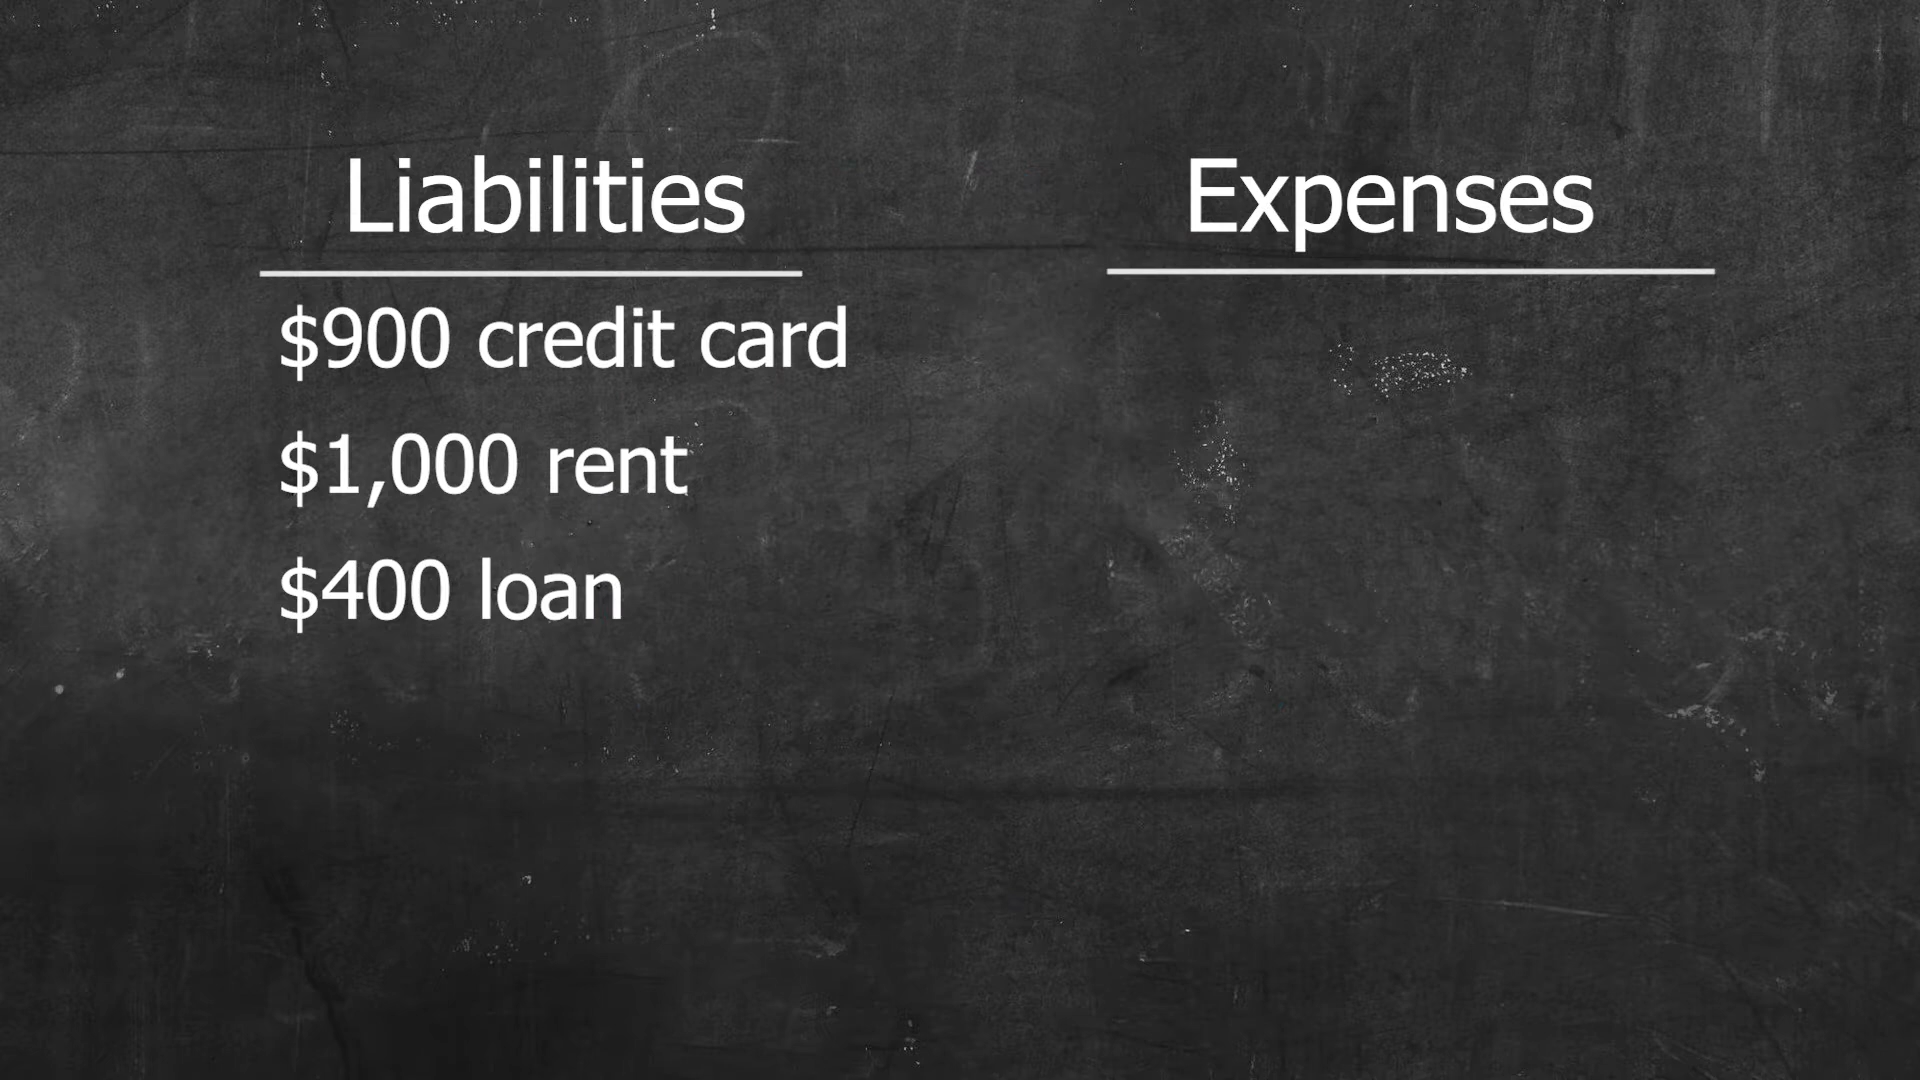 Liabilities
$900 credit card
$1,000 rent
$400 loan
Expenses